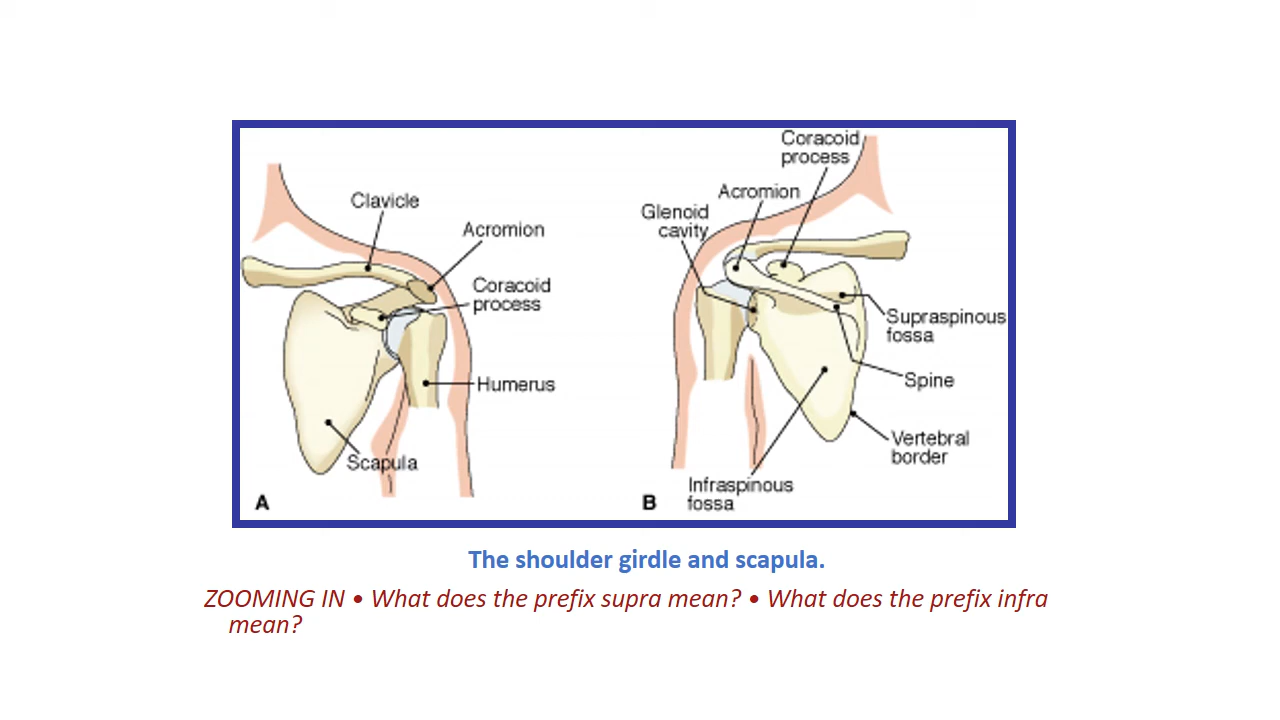 Clavicle
Acromion
Coracoid
process
Humerus
Scapula
A
Coracoid
process
Acromion
Glenoid
cavity
Supraspinous
fossa
Spine
Vertebral
border
Infraspinous
fossa
B
The shoulder girdle and scapula.
ZOOMING IN • What does the prefix supra mean? • What does the prefix infra
mean?